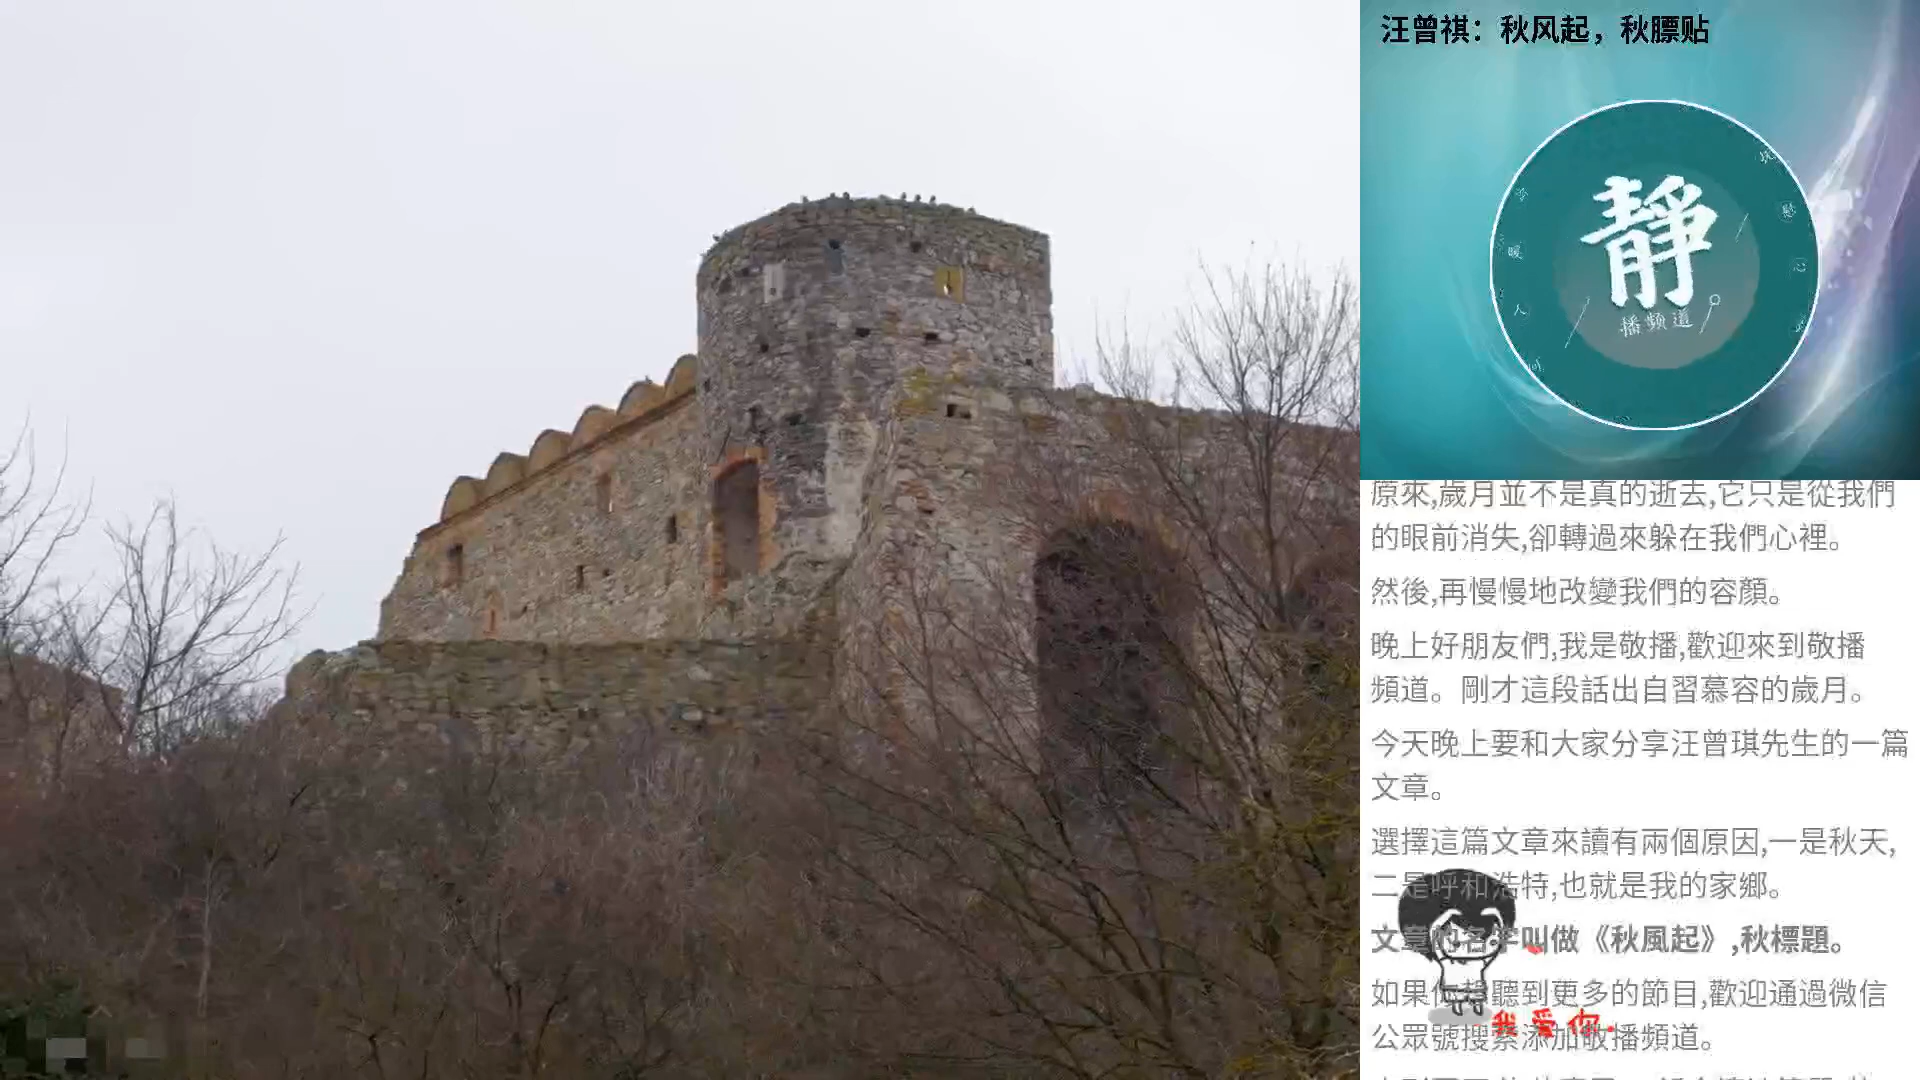 汪曾祺：秋风起，秋膘贴
靜
播頻道
暖
人
心
原來,歲月並不是真的逝去,它只是從我們
的眼前消失,卻轉過來躲在我們心裡。
然後,再慢慢地改變我們的容顏。
晚上好朋友們,我是敬播,歡迎來到敬播
頻道。剛才這段話出自習慕容的歲月。
今天晚上要和大家分享汪曾琪先生的一篇
文章。
選擇這篇文章來讀有兩個原因,一是秋天,
二是呼和浩特,也就是我的家鄉。
文章的名字叫做《秋風起》,秋標題。
如果你想聽到更多的節目,歡迎通過微信
公眾號搜索添加敬播頻道。
我愛你.